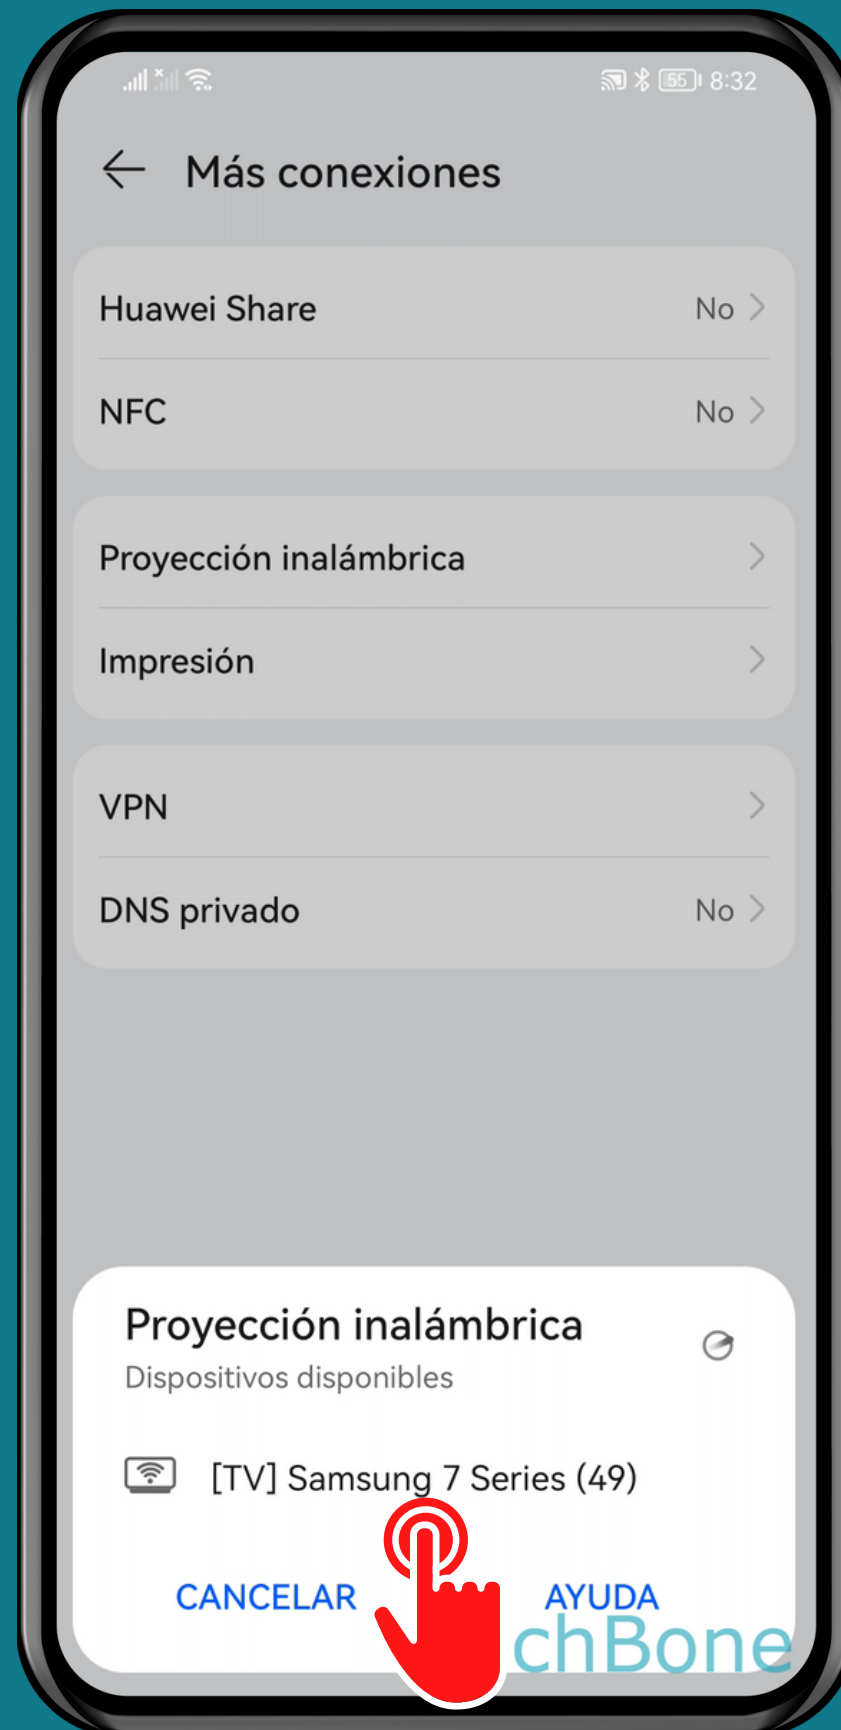 55 8:32
Más conexiones
Huawei Share No
NFC No
Proyección inalámbrica
Impresión
VPN
DNS privado No
Proyección inalámbrica
Dispositivos disponibles
[TV] Samsung 7 Series (49)
CANCELAR AYUDA
chBone